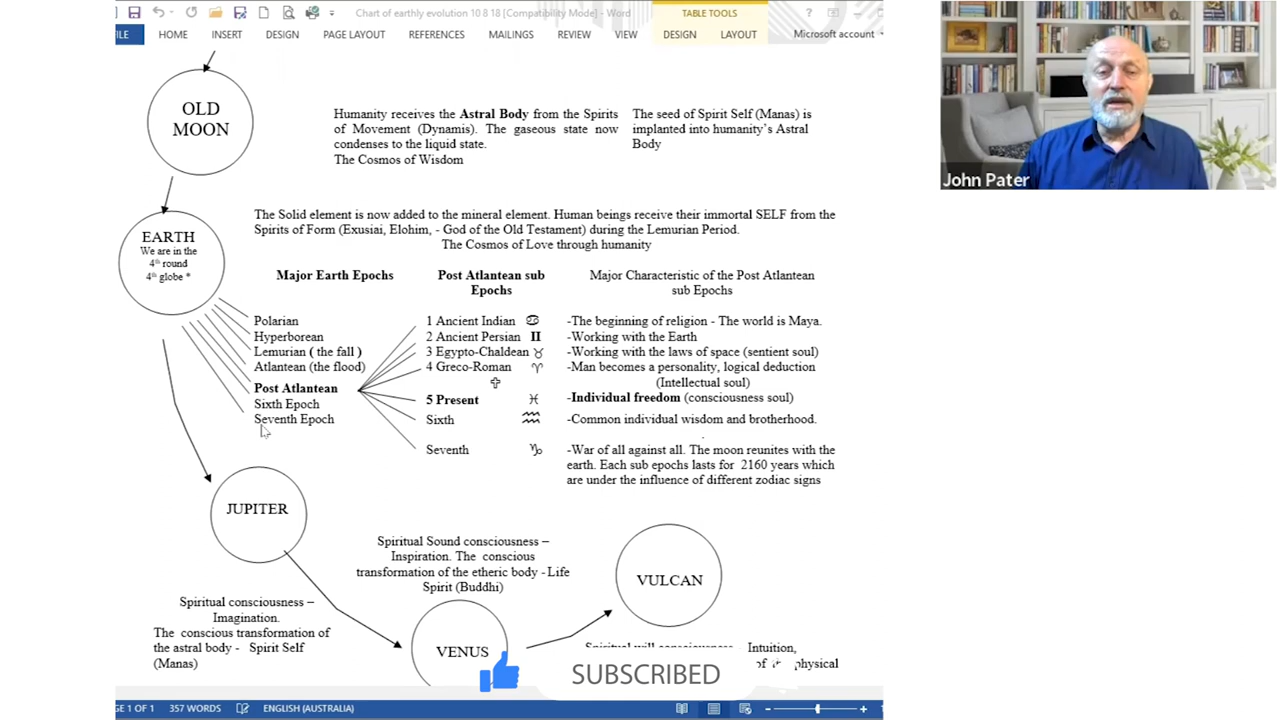 Chart of earthly evolution 10 8 18 [Compatibility Mode] - Word
TABLE TOOLS
?
FILE
HOME
INSERT
DESIGN
PAGE LAYOUT
REFERENCES
MAILINGS
REVIEW
VIEW
DESIGN
LAYOUT
Microsoft account
OLD
MOON
Humanity receives the Astral Body from the Spirits
of Movement (Dynamis). The gaseous state now
condenses to the liquid state.
The Cosmos of Wisdom
The seed of Spirit Self (Manas) is
implanted into humanity's Astral
Body
John Pater
EARTH
We are in the
4th round
4th globe *
The Solid element is now added to the mineral element. Human beings receive their immortal SELF from the
Spirits of Form (Exusiai, Elohim, - God of the Old Testament) during the Lemurian Period.
The Cosmos of Love through humanity
Major Earth Epochs
Post Atlantean sub
Epochs
Major Characteristic of the Post Atlantean
sub Epochs
Polarian
Hyperborean
Lemurian ( the fall )
Atlantean (the flood)
Post Atlantean
Sixth Epoch
Seventh Epoch
1 Ancient Indian ♋
2 Ancient Persian II
3 Egypto-Chaldean ♉
4 Greco-Roman ♈
5 Present ♓
Sixth ♒
Seventh ♑
-The beginning of religion - The world is Maya.
-Working with the Earth
-Working with the laws of space (sentient soul)
-Man becomes a personality, logical deduction
(Intellectual soul)
-Individual freedom (consciousness soul)
-Common individual wisdom and brotherhood.
-War of all against all. The moon reunites with the
earth. Each sub epochs lasts for 2160 years which
are under the influence of different zodiac signs
JUPITER
Spiritual Sound consciousness –
Inspiration. The conscious
transformation of the etheric body - Life
Spirit (Buddhi)
VULCAN
Spiritual consciousness –
Imagination.
The conscious transformation of
the astral body - Spirit Self
(Manas)
VENUS
Spiritual will consciousness – Intuition,
of physical
SUBSCRIBED
PAGE 1 OF 1
357 WORDS
ENGLISH (AUSTRALIA)